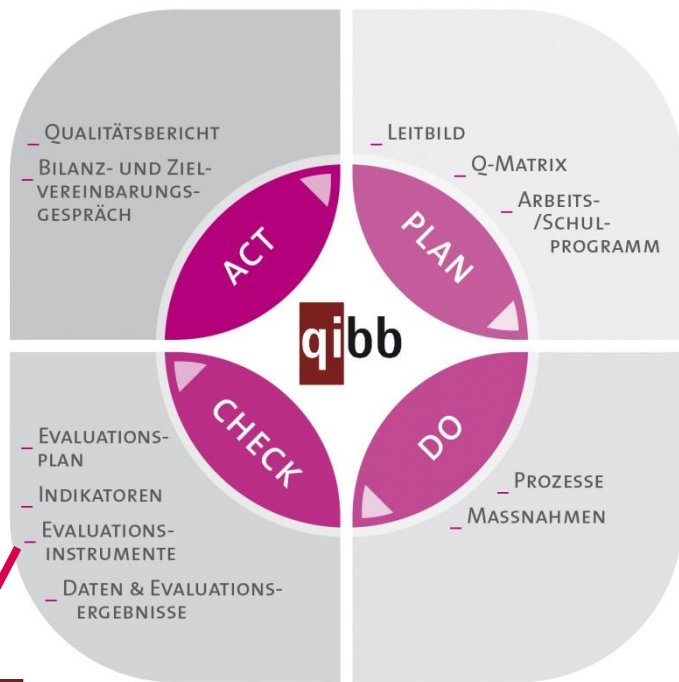 _ QUALITÄTSBERICHT
_ BILANZ- UND ZIEL-
VEREINBARUNGS-
GESPRÄCH
ACT
_ LEITBILD
_ Q-MATRIX
_ ARBEITS-
/SCHUL-
PROGRAMM
PLAN
qibb
CHECK
_ EVALUATIONS-
PLAN
_ INDIKATOREN
_ EVALUATIONS-
INSTRUMENTE
_ DATEN & EVALUATIONS-
ERGEBNISSE
DO
_ PROZESSE
_ MASSNAHMEN